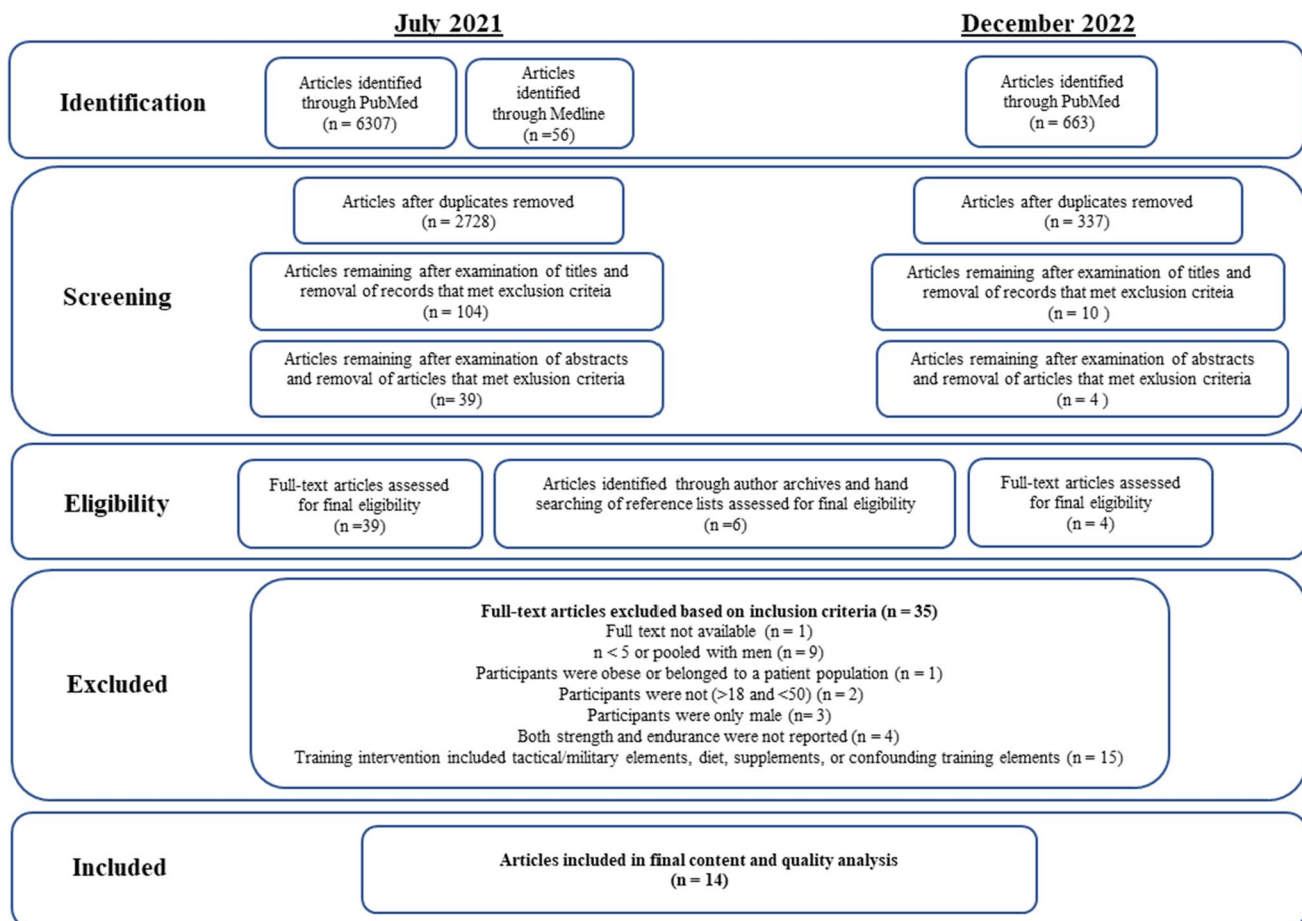 July 2021
December 2022
Identification
Articles identified
through PubMed
(n = 6307)
Articles
identified
through Medline
(n =56)
Articles identified
through PubMed
(n = 663)
Screening
Articles after duplicates removed
(n = 2728)
Articles after duplicates removed
(n = 337)
Articles remaining after examination of titles and
removal of records that met exclusion criteia
(n = 104)
Articles remaining after examination of titles and
removal of records that met exclusion criteia
(n = 10 )
Articles remaining after examination of abstracts
and removal of articles that met exlusion criteria
(n= 39)
Articles remaining after examination of abstracts
and removal of articles that met exlusion criteria
(n = 4 )
Eligibility
Full-text articles assessed
for final eligibility
(n =39)
Articles identified through author archives and hand
searching of reference lists assessed for final eligibility
(n =6)
Full-text articles assessed
for final eligibility
(n = 4)
Excluded
Full-text articles excluded based on inclusion criteria (n = 35)
Full text not available (n = 1)
n < 5 or pooled with men (n = 9)
Participants were obese or belonged to a patient population (n = 1)
Participants were not (>18 and <50) (n = 2)
Participants were only male (n= 3)
Both strength and endurance were not reported (n = 4)
Training intervention included tactical/military elements, diet, supplements, or confounding training elements (n = 15)
Included
Articles included in final content and quality analysis
(n = 14)